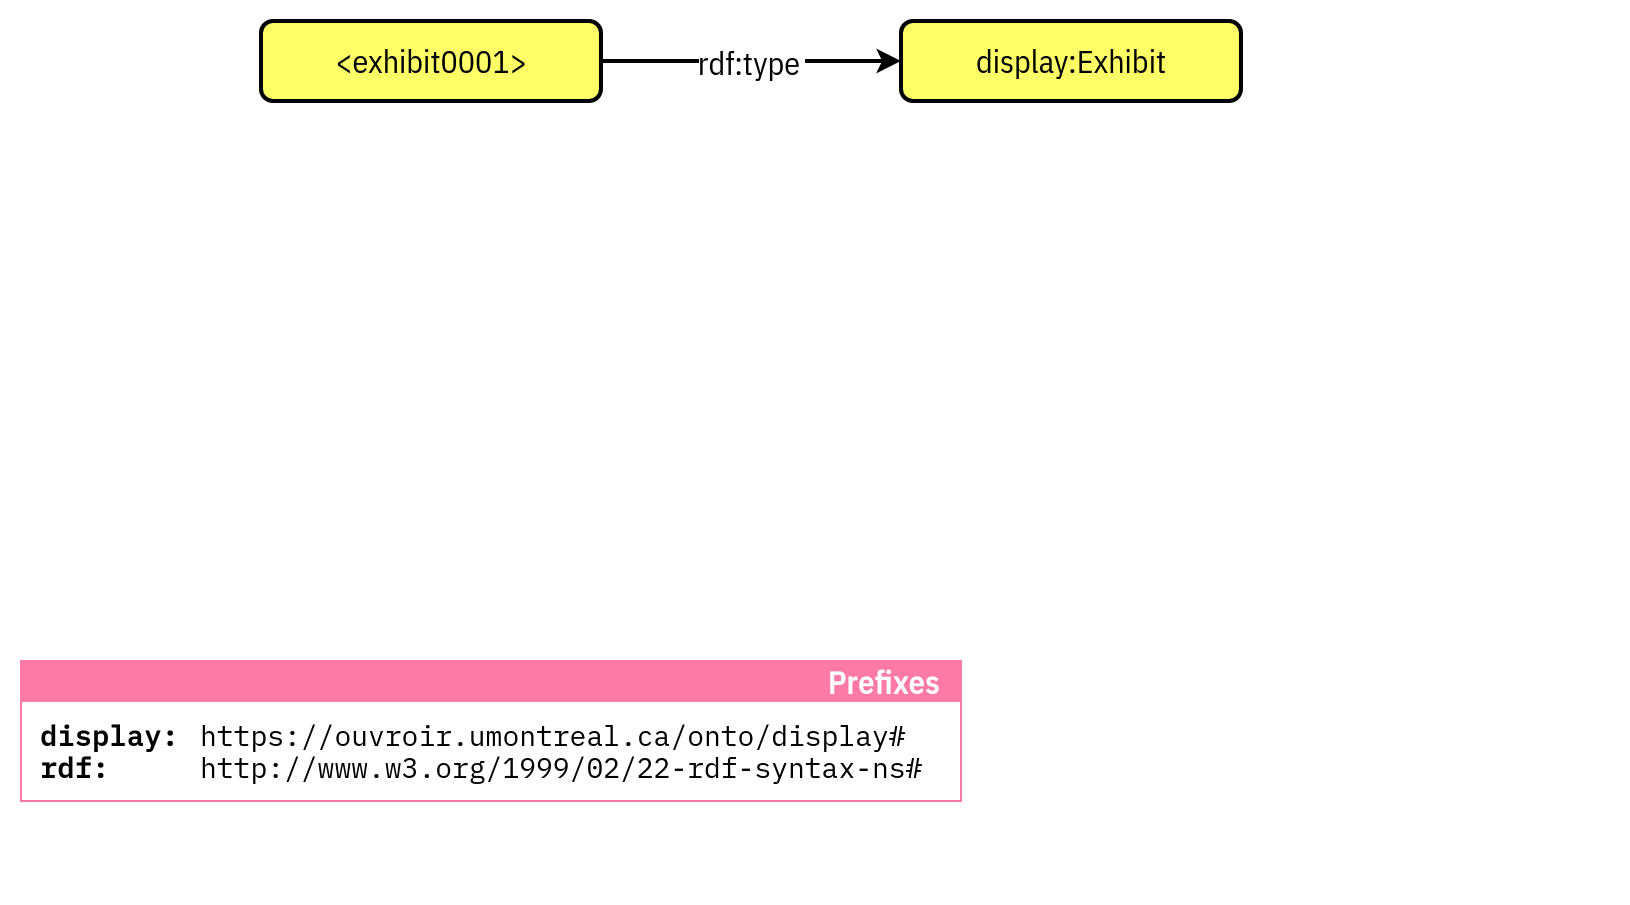 <exhibit0001> rdf:type display:Exhibit
Prefixes
display: https://ouvroir.umontreal.ca/onto/display#
rdf: http://www.w3.org/1999/02/22-rdf-syntax-ns#